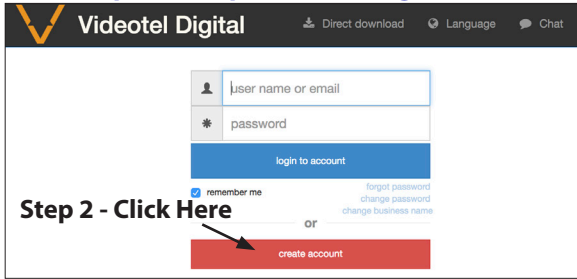 Videotel Digital Direct download Language Chat
user name or email
password
login to account
remember me forgot password
change password
change business name
Step 2 - Click Here
or
create account